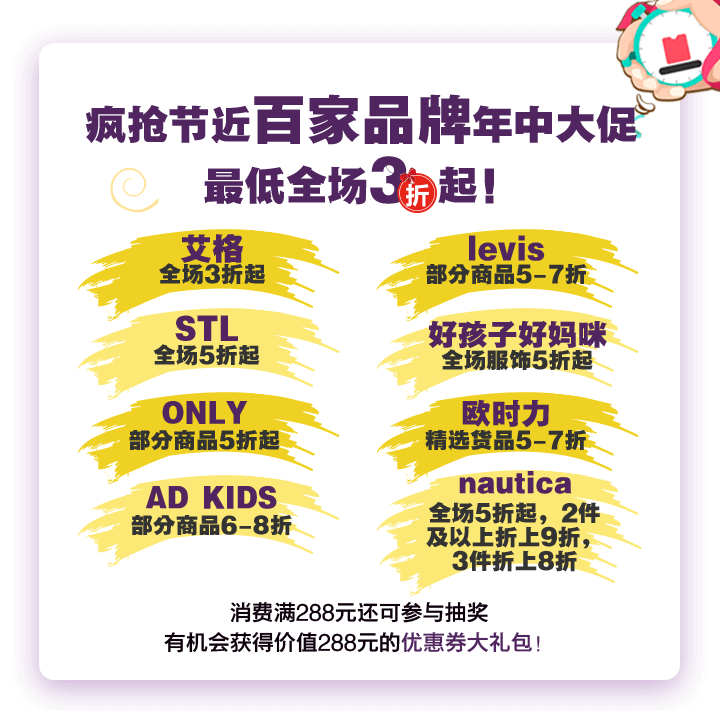 疯抢节近百家品牌年中大促
最低全场3折起！
艾格
全场3折起
levis
部分商品5-7折
STL
全场5折起
好孩子好妈咪
全场服饰5折起
ONLY
部分商品5折起
欧时力
精选货品5-7折
AD KIDS
部分商品6-8折
nautica
全场5折起，2件
及以上折上9折，
3件折上8折
消费满288元还可参与抽奖
有机会获得价值288元的优惠券大礼包！